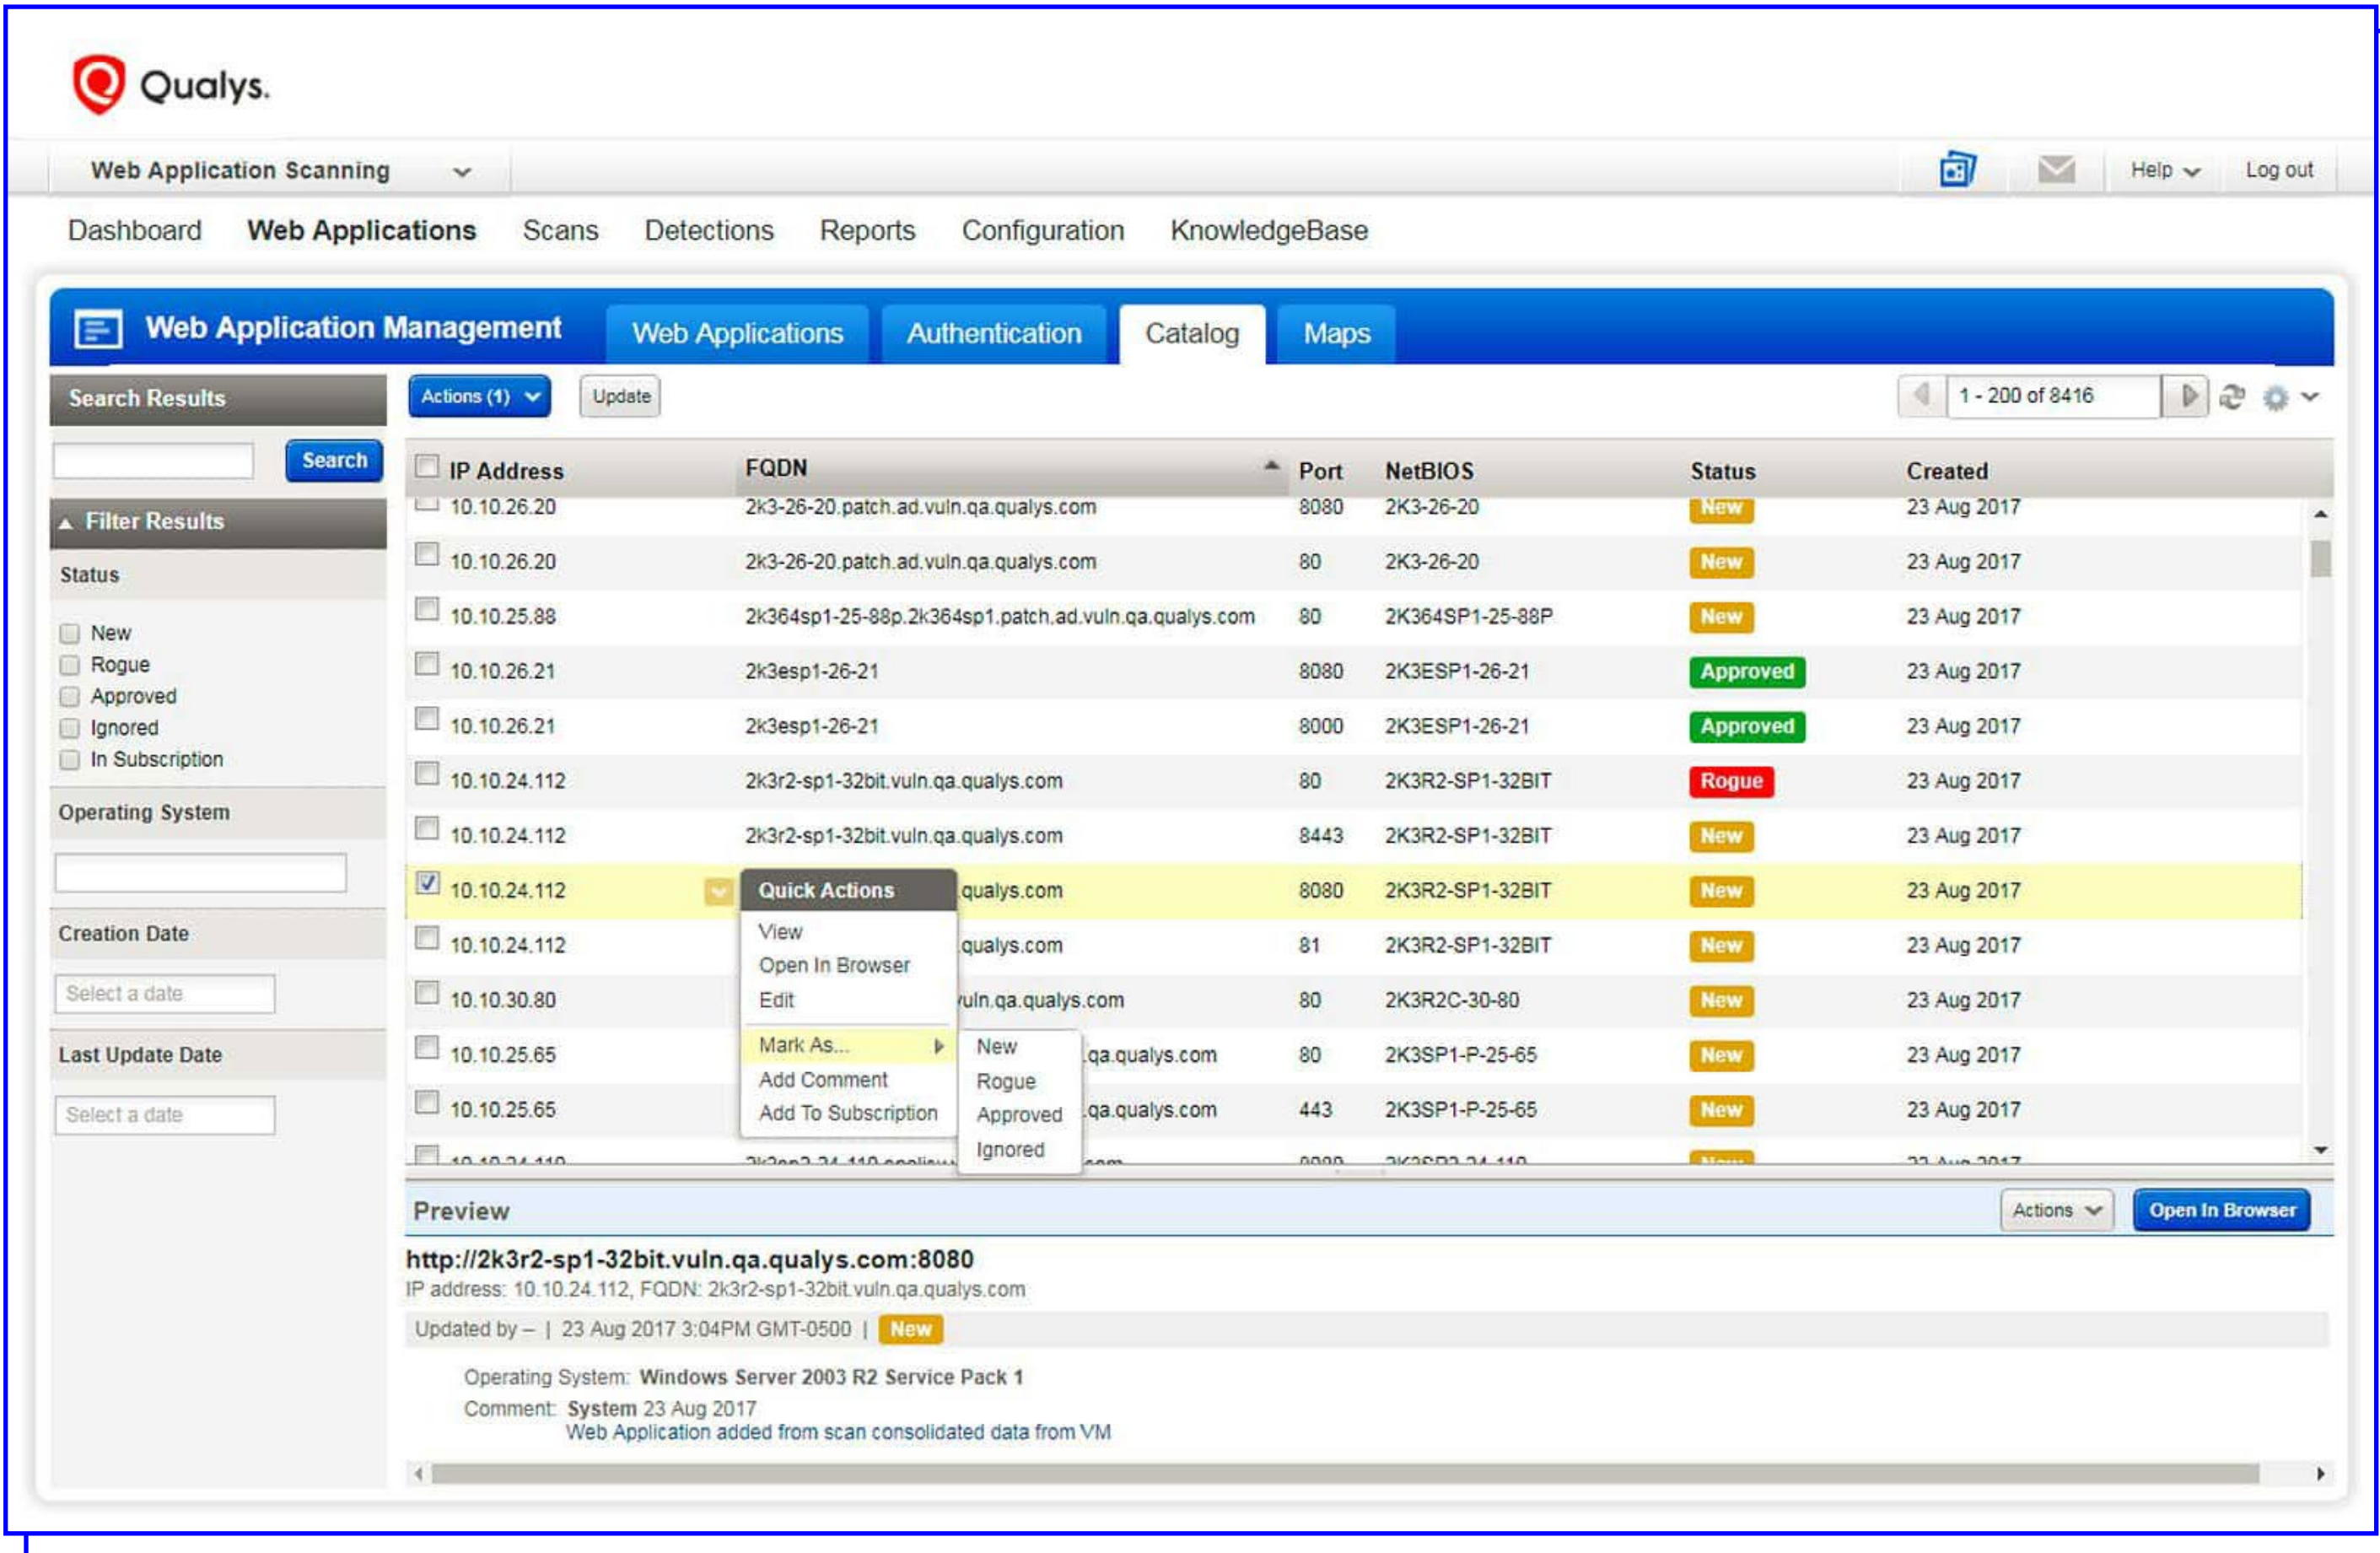 Qualys.
Web Application Scanning
Help
Log out
Dashboard Web Applications Scans Detections Reports Configuration KnowledgeBase
Web Application Management Web Applications Authentication Catalog Maps
Search Results
Actions (1) Update 1 - 200 of 8416
Search
IP Address FQDN Port NetBIOS Status Created
10.10.26.20 2k3-26-20.patch.ad.vuln.qa.qualys.com 8080 2K3-26-20 New 23 Aug 2017
Filter Results
10.10.26.20 2k3-26-20.patch.ad.vuln.qa.qualys.com 80 2K3-26-20 New 23 Aug 2017
Status
10.10.25.88 2k364sp1-25-88p.2k364sp1.patch.ad.vuln.qa.qualys.com 80 2K364SP1-25-88P New 23 Aug 2017
New
Rogue
Approved
Ignored
In Subscription
10.10.26.21 2k3esp1-26-21 8080 2K3ESP1-26-21 Approved 23 Aug 2017
10.10.26.21 2k3esp1-26-21 8000 2K3ESP1-26-21 Approved 23 Aug 2017
10.10.24.112 2k3r2-sp1-32bit.vuln.qa.qualys.com 80 2K3R2-SP1-32BIT Rogue 23 Aug 2017
Operating System
10.10.24.112 2k3r2-sp1-32bit.vuln.qa.qualys.com 8443 2K3R2-SP1-32BIT New 23 Aug 2017
10.10.24.112 qualys.com 8080 2K3R2-SP1-32BIT New 23 Aug 2017
Creation Date
10.10.24.112 qualys.com 81 2K3R2-SP1-32BIT New 23 Aug 2017
Select a date
10.10.30.80 vuln.qa.qualys.com 80 2K3R2C-30-80 New 23 Aug 2017
Last Update Date
10.10.25.65 .qa.qualys.com 80 2K3SP1-P-25-65 New 23 Aug 2017
Select a date
10.10.25.65 .qa.qualys.com 443 2K3SP1-P-25-65 New 23 Aug 2017
Quick Actions
View
Open In Browser
Edit
Mark As...
Add Comment
Add To Subscription
New
Rogue
Approved
Ignored
Preview
Actions
Open In Browser
http://2k3r2-sp1-32bit.vuln.qa.qualys.com:8080
IP address: 10.10.24.112, FQDN: 2k3r2-sp1-32bit.vuln.qa.qualys.com
Updated by – | 23 Aug 2017 3:04PM GMT-0500 | New
Operating System: Windows Server 2003 R2 Service Pack 1
Comment: System 23 Aug 2017
Web Application added from scan consolidated data from VM